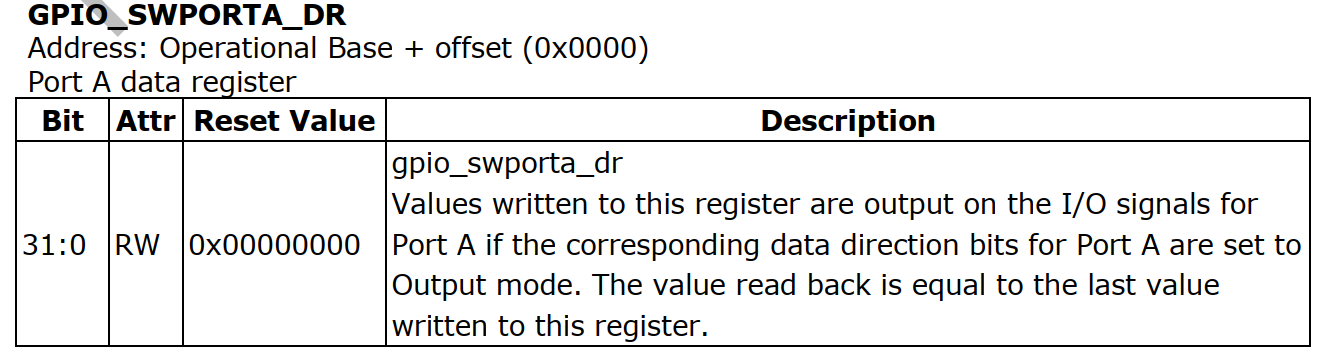 GPIO_SWPORTA_DR
Address: Operational Base + offset (0x0000)
Port A data register
Bit Attr Reset Value Description
31:0 RW 0x00000000 gpio_swporta_dr
Values written to this register are output on the I/O signals for
Port A if the corresponding data direction bits for Port A are set to
Output mode. The value read back is equal to the last value
written to this register.